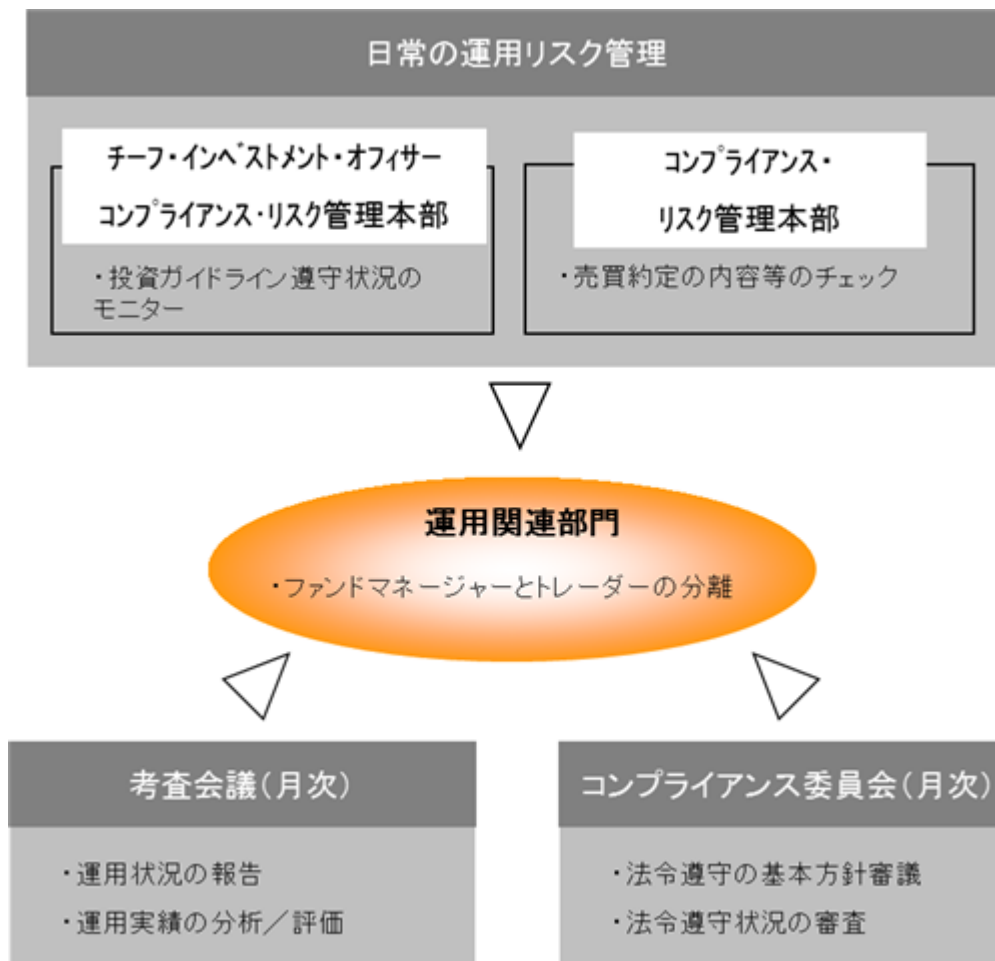 日常の運用リスク管理
チーフ・インベストメント・オフィサー
コンプライアンス・リスク管理本部
・投資ガイドライン遵守状況の
モニター
コンプライアンス・
リスク管理本部
・売買約定の内容等のチェック
運用関連部門
・ファンドマネージャーとトレーダーの分離
考査会議（月次）
・運用状況の報告
・運用実績の分析／評価
コンプライアンス委員会（月次）
・法令遵守の基本方針審議
・法令遵守状況の審査